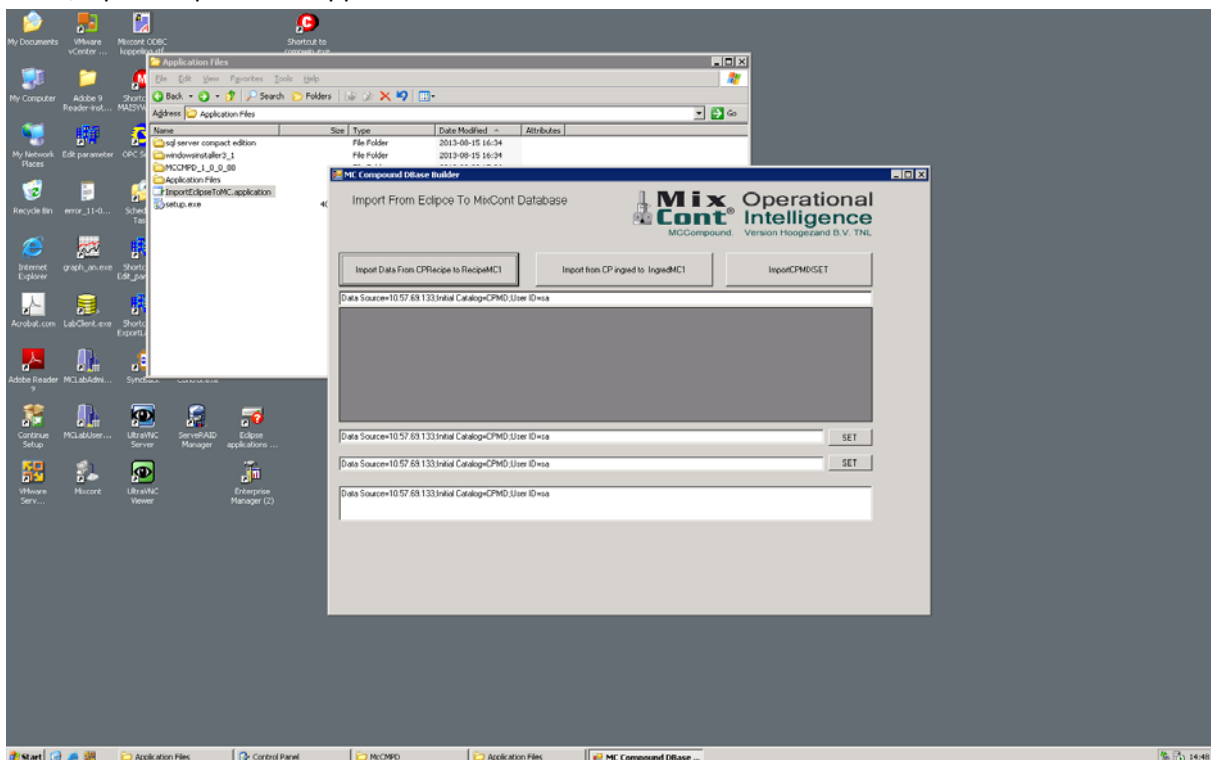 My Documents
VMware vCenter ...
Mixcont ODBC koppeling.rtf
Shortcut to compwin.exe
My Computer
Adobe 9 Reader-inst...
My Network Places
Edit parameter
Recycle Bin
error_11-0...
Internet Explorer
graph_an.exe
Acrobat.com
LabClient.exe
Adobe Reader 9
MCLabAdmi...
Continue Setup
MCLabUser...
UltraVNC Server
ServeRAID Manager
Eclipse applications ...
VMware Serv...
Mixcont
UltraVNC Viewer
Enterprise Manager (2)
Application Files
File Edit View Favorites Tools Help
Back Search Folders
Address Application Files Go
Name Size Type Date Modified Attributes
sql server compact edition File Folder 2013-08-15 16:34
windowsinstaller3_1 File Folder 2013-08-15 16:34
MCCMPD_1_0_0_00
Application Files
ImportEclipseToMC.application
setup.exe
MC Compound DBase Builder
Import From Eclipce To MixCont Database
Mix Cont® Operational Intelligence
MCCompound. Version Hoogezand B.V. TNL
Import Data From CPRecipe to RecipeMC1
Import from CP ingred to IngredMC1
ImportCPMDXSET
Data Source=10.57.69.133;Initial Catalog=CPMD;User ID=sa
Data Source=10.57.69.133;Initial Catalog=CPMD;User ID=sa SET
Data Source=10.57.69.133;Initial Catalog=CPMD;User ID=sa SET
Data Source=10.57.69.133;Initial Catalog=CPMD;User ID=sa
Start Application Files Control Panel McCMPD Application Files MC Compound DBase ... 14:48